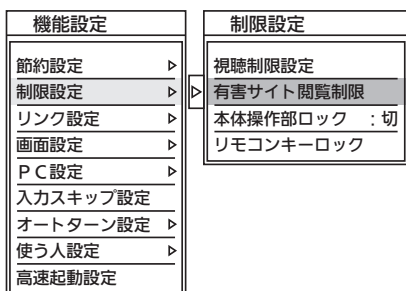 機能設定
節約設定
制限設定
リンク設定
画面設定
ＰＣ設定
入力スキップ設定
オートターン設定
使う人設定
高速起動設定
制限設定
視聴制限設定
有害サイト閲覧制限
本体操作部ロック ：切
リモコンキーロック